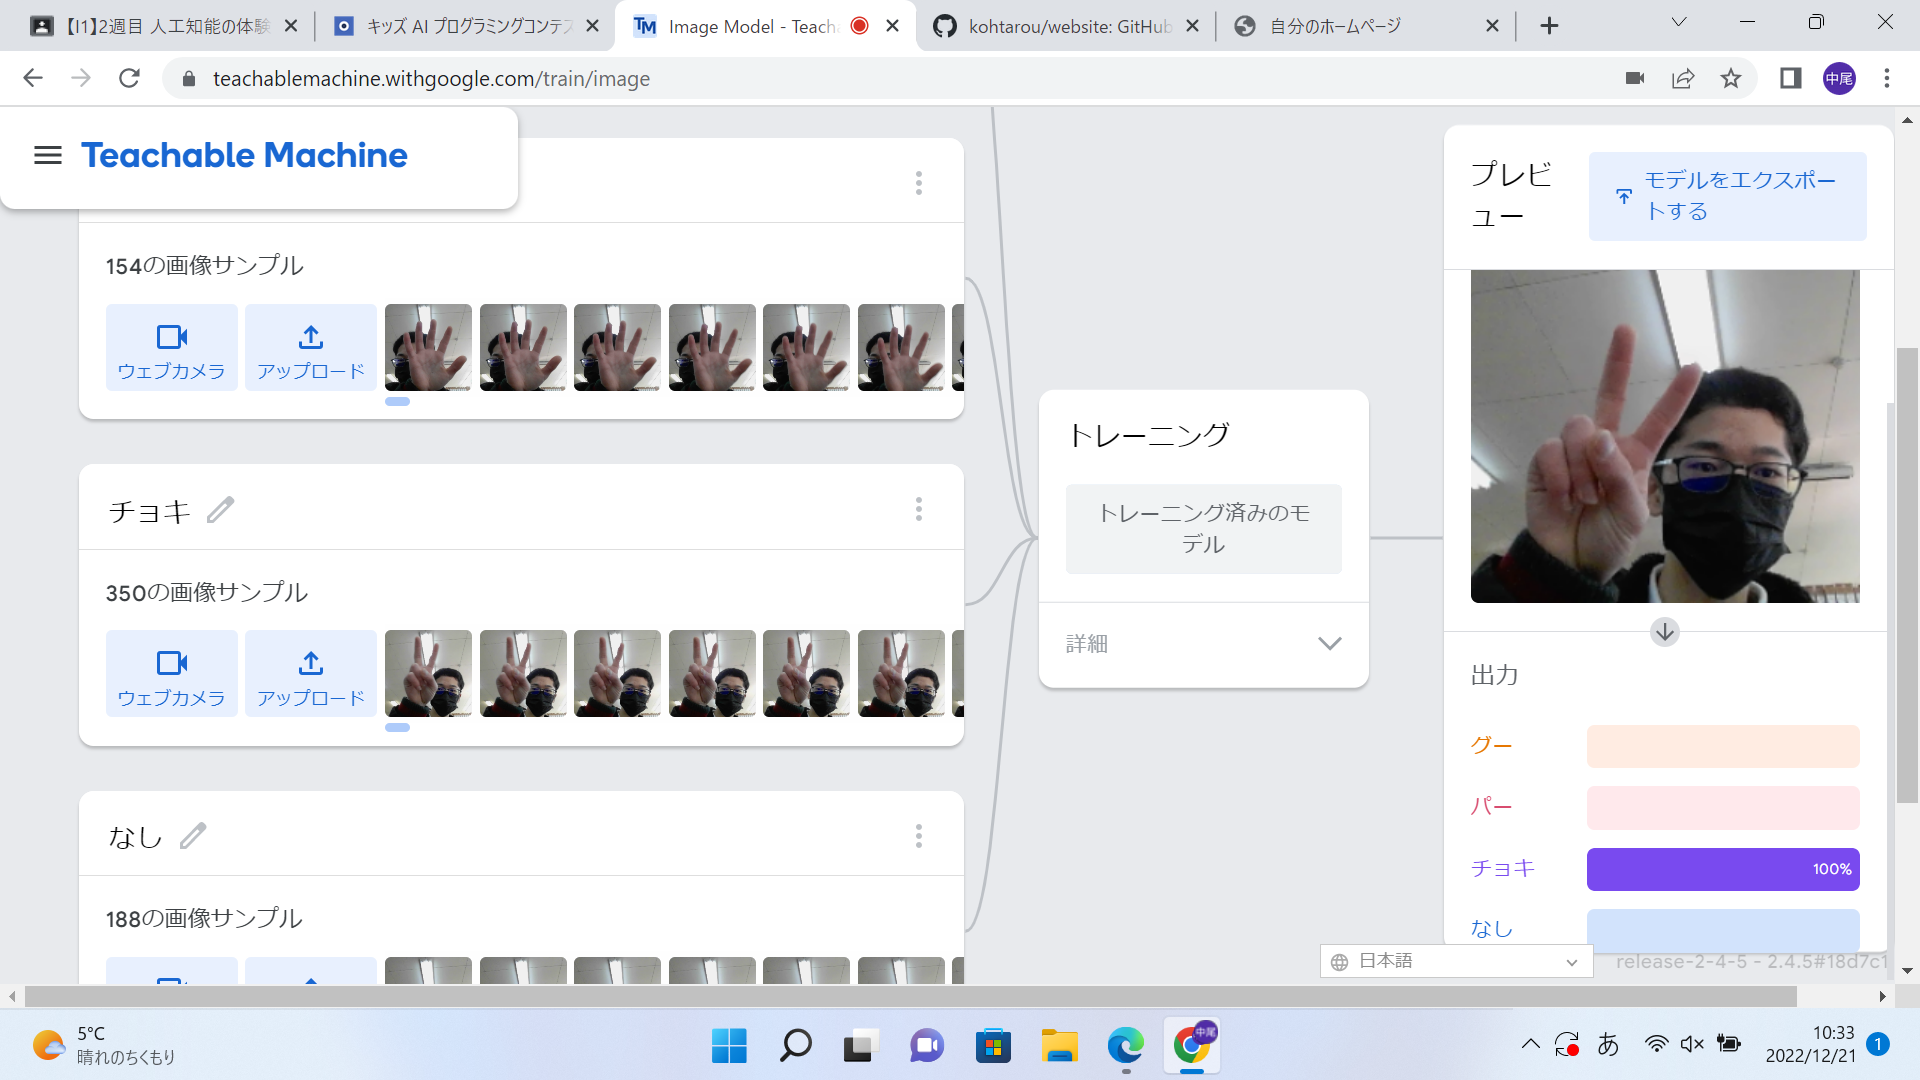 【I1】2週目 人工知能の体験
キッズ AI プログラミングコンテス
Image Model - Teach
kohtarou/website: GitHub
自分のホームページ
teachablemachine.withgoogle.com/train/image
中尾
Teachable Machine
154の画像サンプル
ウェブカメラ
アップロード
チョキ
350の画像サンプル
ウェブカメラ
アップロード
なし
188の画像サンプル
トレーニング
トレーニング済みのモ
デル
詳細
プレビ
ュー
モデルをエクスポー
トする
出力
グー
パー
チョキ
100%
なし
日本語
release-2-4-5 - 2.4.5#18d7c1
5°C
晴れのちくもり
中尾
あ
10:33
2022/12/21
1